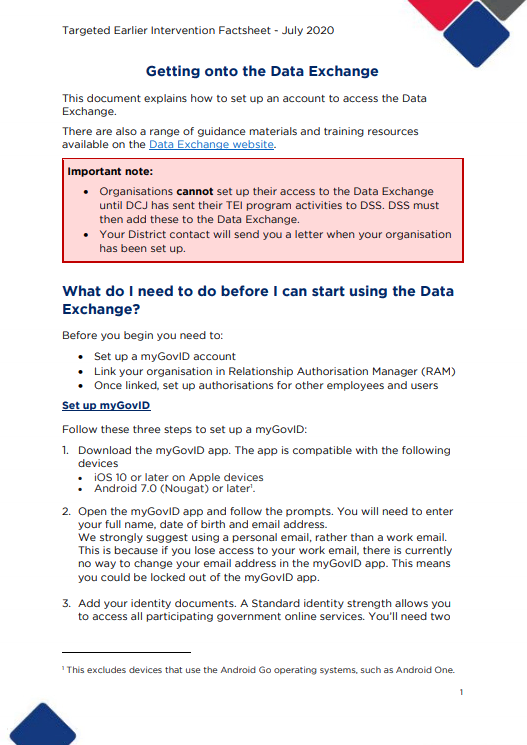 Targeted Earlier Intervention Factsheet - July 2020
Getting onto the Data Exchange
This document explains how to set up an account to access the Data
Exchange.
There are also a range of guidance materials and training resources
available on the Data Exchange website.
Important note:
• Organisations cannot set up their access to the Data Exchange
until DCJ has sent their TEI program activities to DSS. DSS must
then add these to the Data Exchange.
• Your District contact will send you a letter when your organisation
has been set up.
What do I need to do before I can start using the Data
Exchange?
Before you begin you need to:
• Set up a myGovID account
• Link your organisation in Relationship Authorisation Manager (RAM)
• Once linked, set up authorisations for other employees and users
Set up myGovID
Follow these three steps to set up a myGovID:
1. Download the myGovID app. The app is compatible with the following
devices
• iOS 10 or later on Apple devices
• Android 7.0 (Nougat) or later¹.
2. Open the myGovID app and follow the prompts. You will need to enter
your full name, date of birth and email address.
We strongly suggest using a personal email, rather than a work email.
This is because if you lose access to your work email, there is currently
no way to change your email address in the myGovID app. This means
you could be locked out of the myGovID app.
3. Add your identity documents. A Standard identity strength allows you
to access all participating government online services. You'll need two
¹ This excludes devices that use the Android Go operating systems, such as Android One.
1